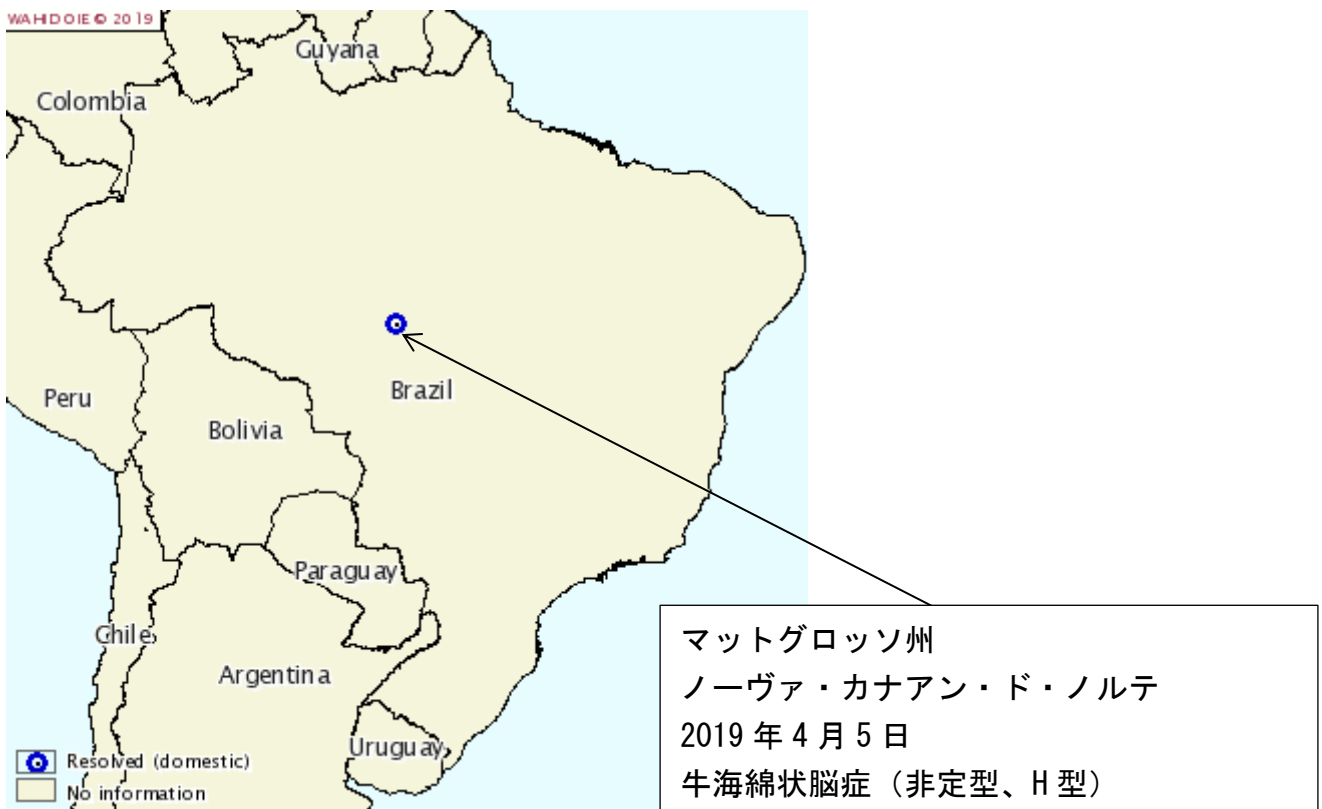 WAHDOIE © 2019
Guyana
Colombia
Peru
Brazil
Bolivia
Paraguay
Chile
Argentina
Uruguay
Resolved (domestic)
No information
マットグロッソ州
ノーヴァ・カナアン・ド・ノルテ
2019 年 4 月 5 日
牛海綿状脳症（非定型、H 型）